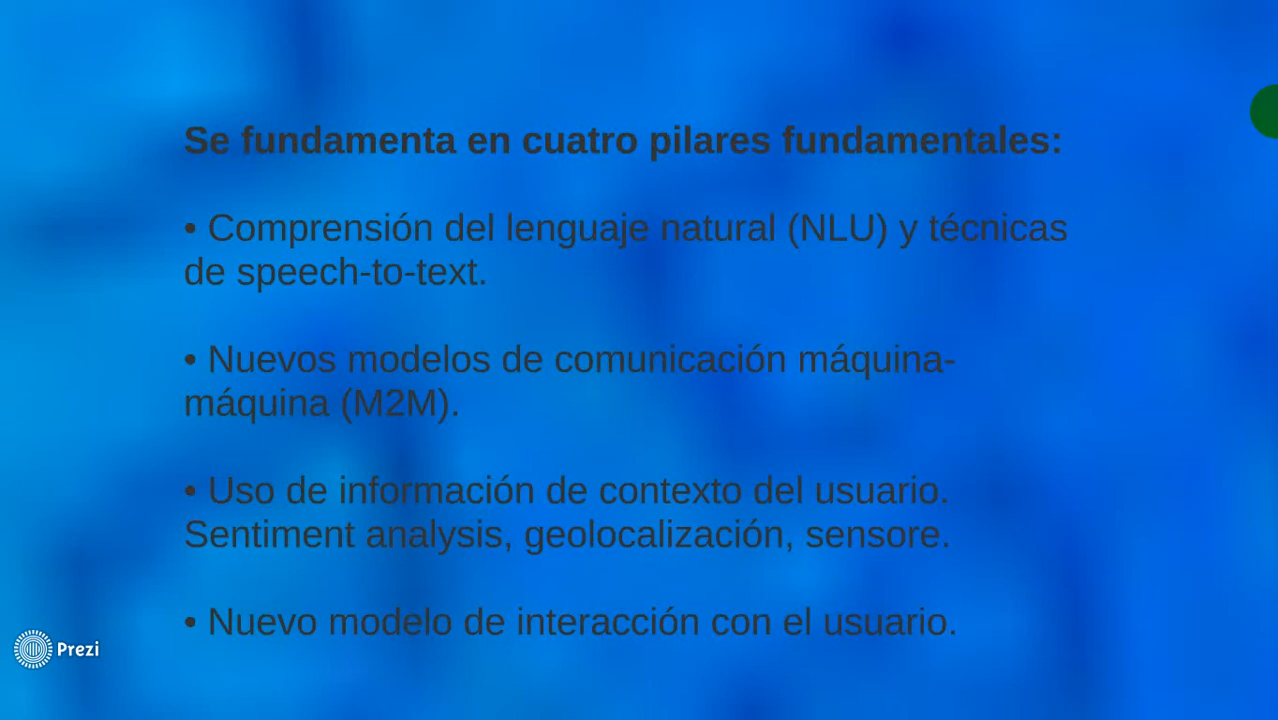 Se fundamenta en cuatro pilares fundamentales:
• Comprensión del lenguaje natural (NLU) y técnicas
de speech-to-text.
• Nuevos modelos de comunicación máquina-
máquina (M2M).
• Uso de información de contexto del usuario.
Sentiment analysis, geolocalización, sensore.
• Nuevo modelo de interacción con el usuario.
Prezi